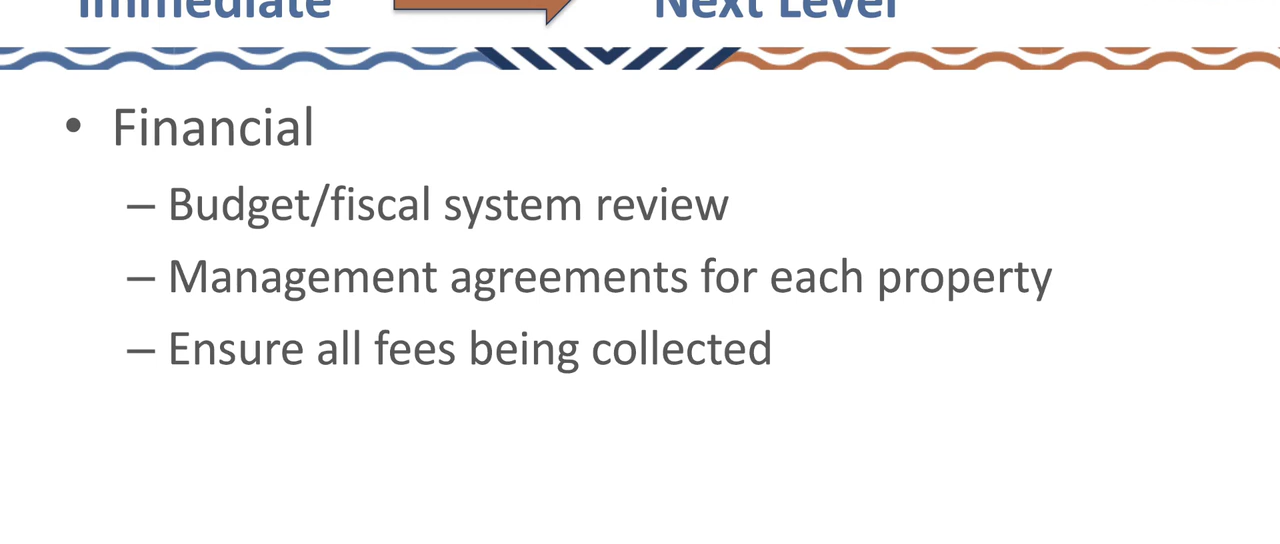 Immediate Next Level
• Financial
– Budget/fiscal system review
– Management agreements for each property
– Ensure all fees being collected